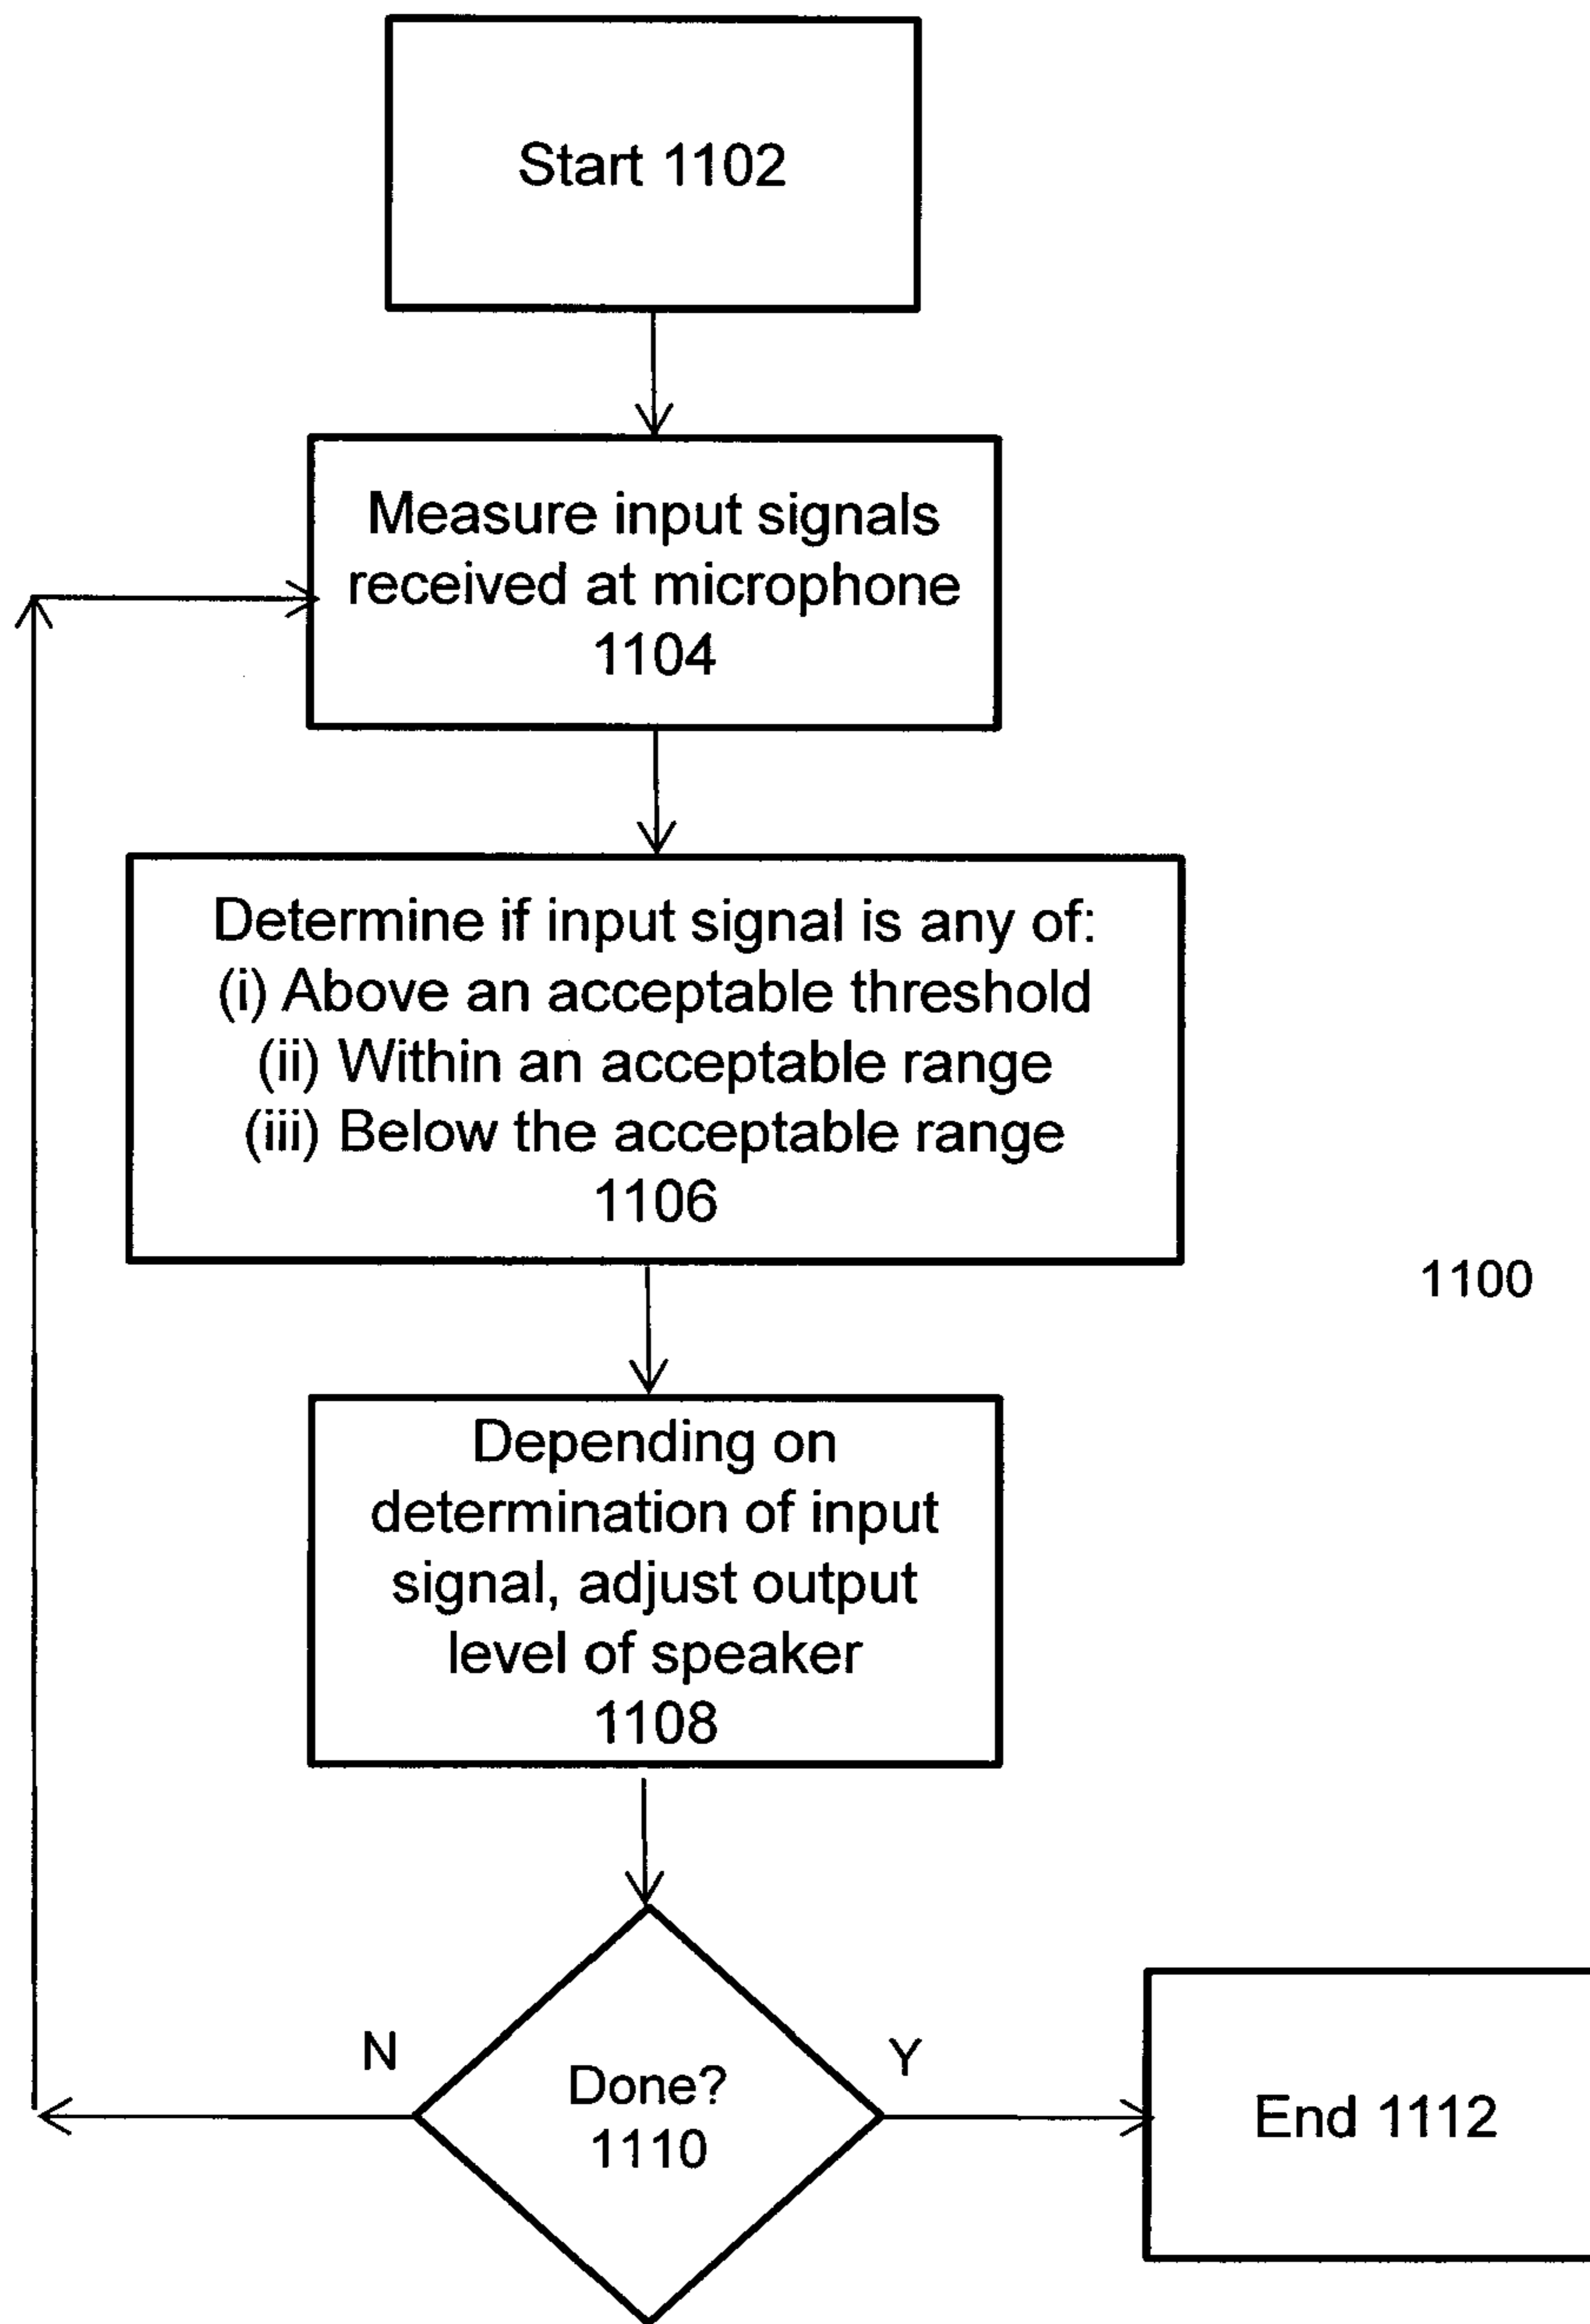 Start 1102
Measure input signals
received at microphone
1104
Determine if input signal is any of:
(i) Above an acceptable threshold
(ii) Within an acceptable range
(iii) Below the acceptable range
1106
1100
Depending on
determination of input
signal, adjust output
level of speaker
1108
N
Done?
1110
Y
End 1112